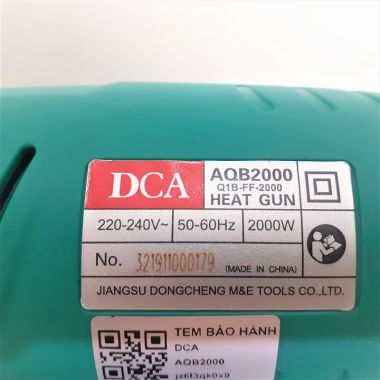 DCA
AQB2000
Q1B-FF-2000
HEAT GUN
220-240V~ 50-60Hz 2000W
No. 321911000179 (MADE IN CHINA)
JIANGSU DONGCHENG M&E TOOLS CO.,LTD.
TEM BẢO HÀNH
DCA
AQB2000
jz6l3qk0x9